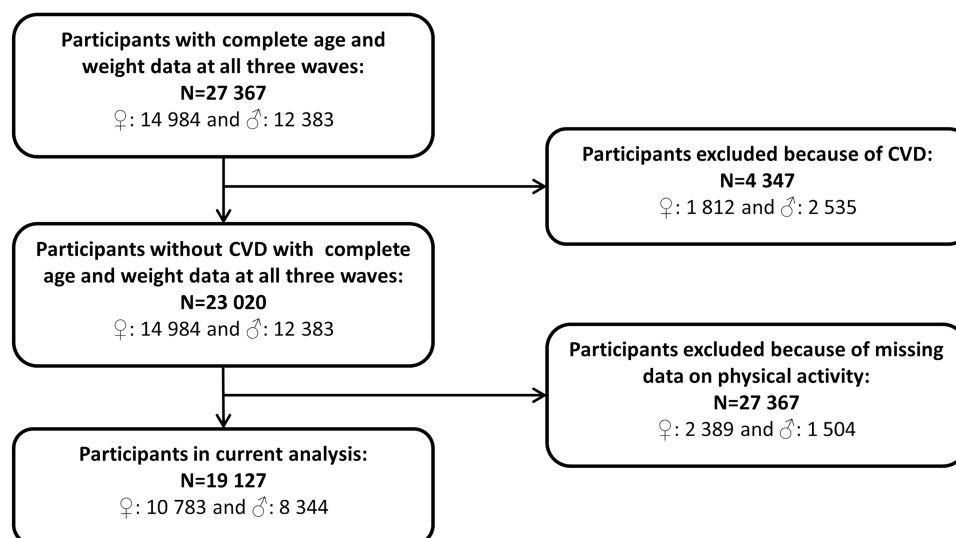 Participants with complete age and
weight data at all three waves:
N=27 367
♀: 14 984 and ♂: 12 383
Participants excluded because of CVD:
N=4 347
♀: 1 812 and ♂: 2 535
Participants without CVD with complete
age and weight data at all three waves:
N=23 020
♀: 14 984 and ♂: 12 383
Participants excluded because of missing
data on physical activity:
N=27 367
♀: 2 389 and ♂: 1 504
Participants in current analysis:
N=19 127
♀: 10 783 and ♂: 8 344